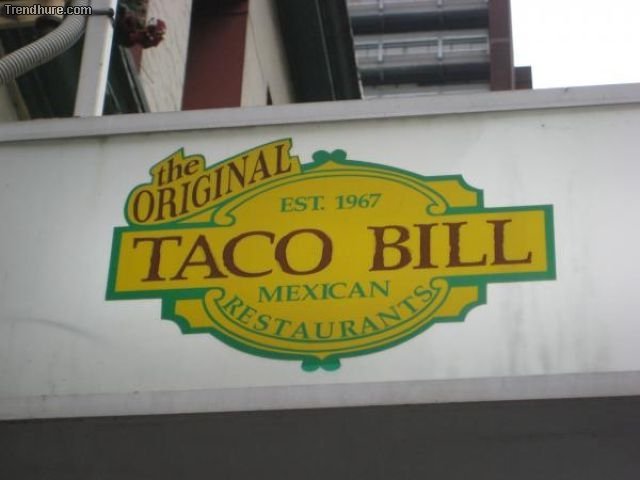 Trendhure.com
the
ORIGINAL
EST. 1967
TACO BILL
MEXICAN
RESTAURANTS